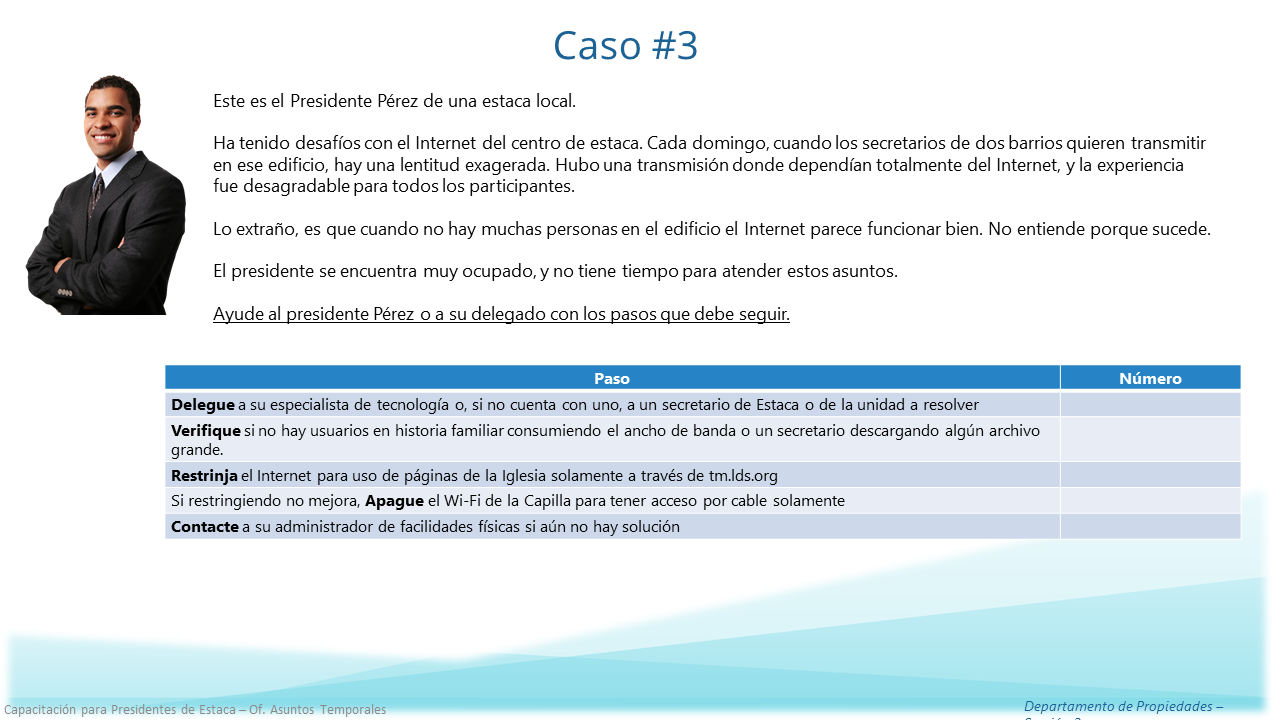 Caso #3
Este es el Presidente Pérez de una estaca local.
Ha tenido desafíos con el Internet del centro de estaca. Cada domingo, cuando los secretarios de dos barrios quieren transmitir
en ese edificio, hay una lentitud exagerada. Hubo una transmisión donde dependían totalmente del Internet, y la experiencia
fue desagradable para todos los participantes.
Lo extraño, es que cuando no hay muchas personas en el edificio el Internet parece funcionar bien. No entiende porque sucede.
El presidente se encuentra muy ocupado, y no tiene tiempo para atender estos asuntos.
Ayude al presidente Pérez o a su delegado con los pasos que debe seguir.
Paso Número
Delegue a su especialista de tecnología o, si no cuenta con uno, a un secretario de Estaca o de la unidad a resolver
Verifique si no hay usuarios en historia familiar consumiendo el ancho de banda o un secretario descargando algún archivo
grande.
Restrinja el Internet para uso de páginas de la Iglesia solamente a través de tm.lds.org
Si restringiendo no mejora, Apague el Wi-Fi de la Capilla para tener acceso por cable solamente
Contacte a su administrador de facilidades físicas si aún no hay solución
Capacitación para Presidentes de Estaca – Of. Asuntos Temporales
Departamento de Propiedades –